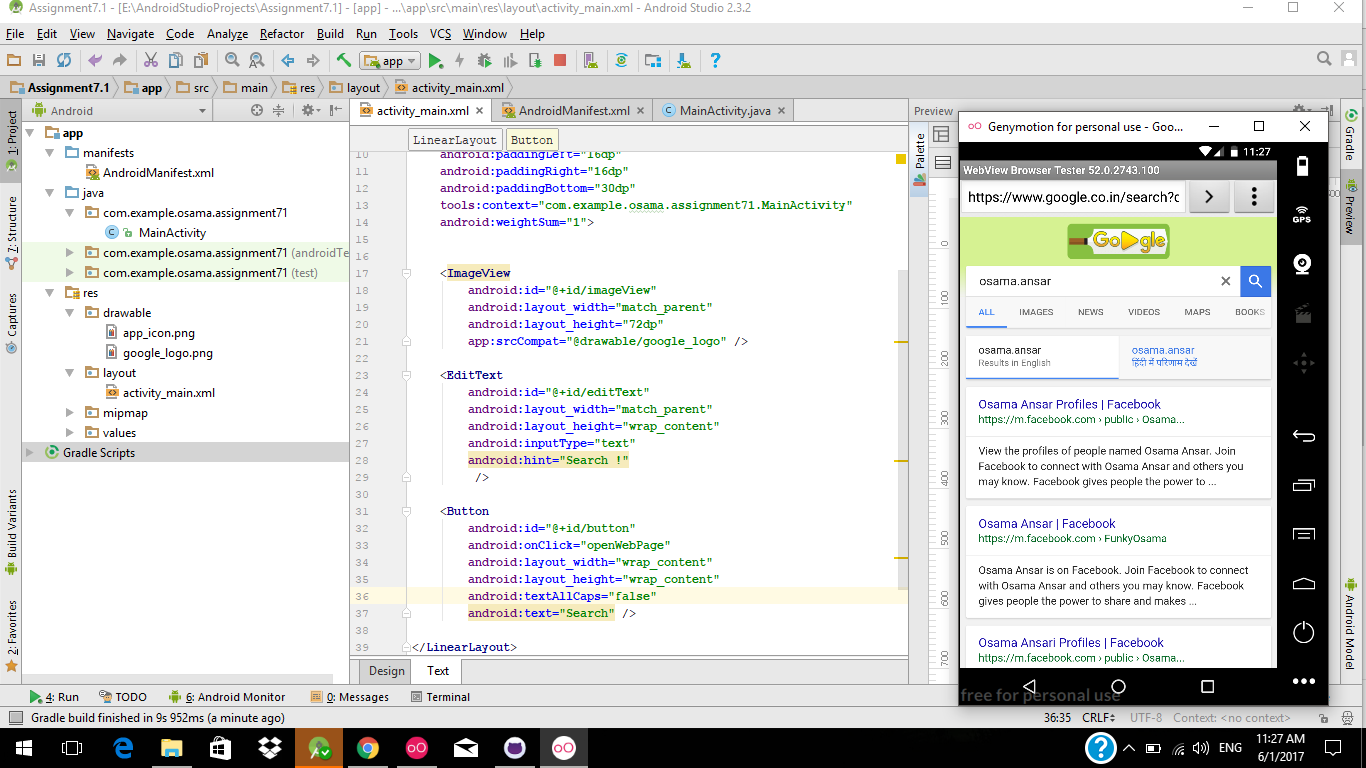 Assignment7.1 - [E:\AndroidStudioProjects\Assignment7.1] - [app] - ...\app\src\main\res\layout\activity_main.xml - Android Studio 2.3.2
File Edit View Navigate Code Analyze Refactor Build Run Tools VCS Window Help
app
Assignment7.1 app src main res layout activity_main.xml
Android
activity_main.xml AndroidManifest.xml MainActivity.java
Preview
1: Project
7: Structure
Captures
Build Variants
2: Favorites
app
manifests
AndroidManifest.xml
java
com.example.osama.assignment71
MainActivity
com.example.osama.assignment71 (androidTe
com.example.osama.assignment71 (test)
res
drawable
app_icon.png
google_logo.png
layout
activity_main.xml
mipmap
values
Gradle Scripts
LinearLayout Button
10 android:paddingLeft="16dp"
11 android:paddingRight="16dp"
12 android:paddingBottom="30dp"
13 tools:context="com.example.osama.assignment71.MainActivity"
14 android:weightSum="1">
15
16
17 <ImageView
18 android:id="@+id/imageView"
19 android:layout_width="match_parent"
20 android:layout_height="72dp"
21 app:srcCompat="@drawable/google_logo" />
22
23 <EditText
24 android:id="@+id/editText"
25 android:layout_width="match_parent"
26 android:layout_height="wrap_content"
27 android:inputType="text"
28 android:hint="Search !"
29 />
30
31 <Button
32 android:id="@+id/button"
33 android:onClick="openWebPage"
34 android:layout_width="wrap_content"
35 android:layout_height="wrap_content"
36 android:textAllCaps="false"
37 android:text="Search" />
38
39 </LinearLayout>
Design Text
Palette
0
100
200
300
400
500
600
700
Genymotion for personal use - Goo...
11:27
WebView Browser Tester 52.0.2743.100
https://www.google.co.in/search?c
Google
osama.ansar
ALL IMAGES NEWS VIDEOS MAPS BOOKS
osama.ansar
Results in English
osama.ansar
हिंदी में परिणाम देखें
Osama Ansar Profiles | Facebook
https://m.facebook.com › public › Osama...
View the profiles of people named Osama Ansar. Join
Facebook to connect with Osama Ansar and others you
may know. Facebook gives people the power to ...
Osama Ansar | Facebook
https://m.facebook.com › FunkyOsama
Osama Ansar is on Facebook. Join Facebook to connect
with Osama Ansar and others you may know. Facebook
gives people the power to share and makes ...
Osama Ansari Profiles | Facebook
https://m.facebook.com › public › Osama...
free for personal use
GPS
Gradle
Preview
Android Model
4: Run TODO 6: Android Monitor 0: Messages Terminal
Gradle build finished in 9s 952ms (a minute ago)
36:35 CRLF UTF-8 Context: <no context>
ENG
11:27 AM
6/1/2017